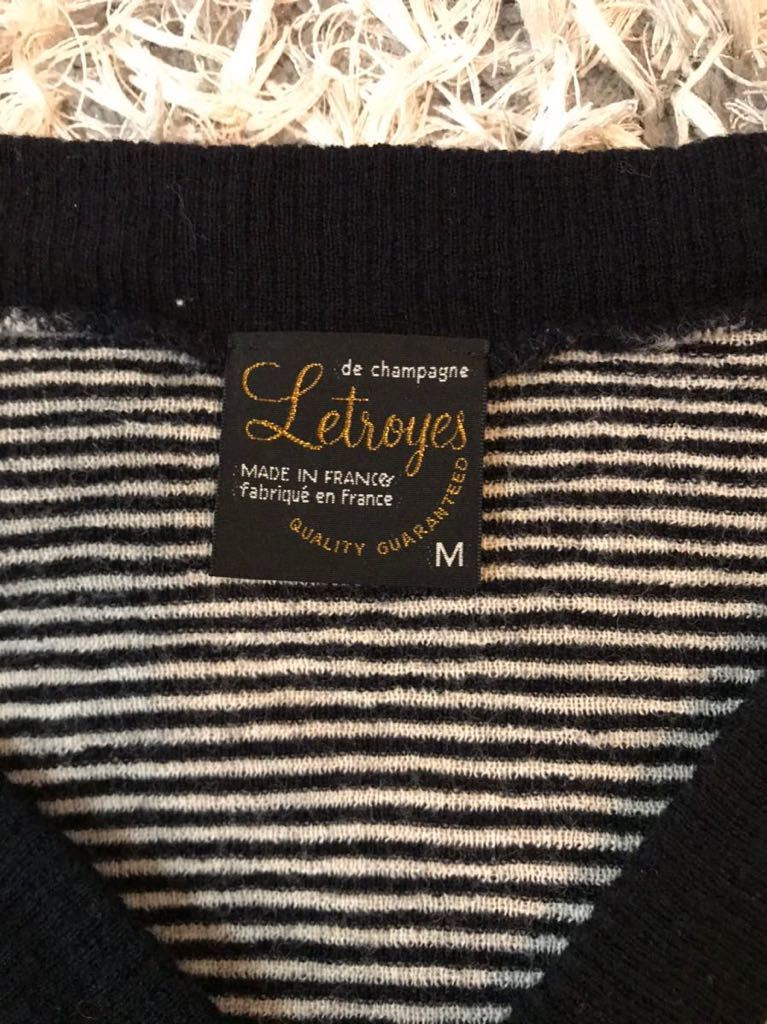 de champagne
Letroyes
MADE IN FRANCE
fabriqué en France
QUALITY GUARANTEED
M